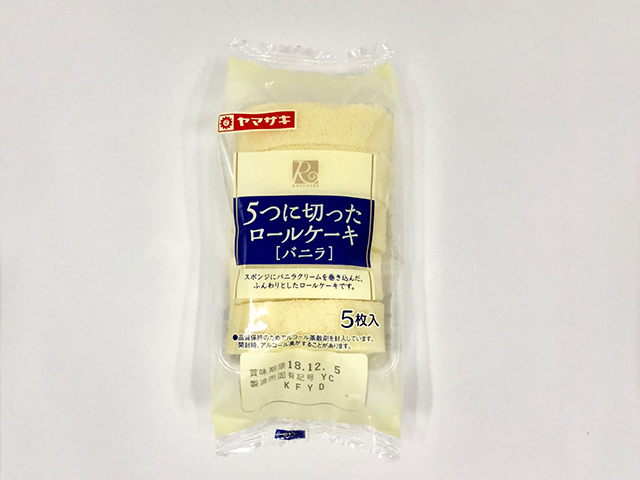 ヤマザキ
R
ROLLCAKE
5つに切った
ロールケーキ
[バニラ]
スポンジにバニラクリームを巻き込んだ、
ふんわりとしたロールケーキです。
5枚入
●品質保持のためアルコール蒸散剤を封入しています。
開封時、アルコール臭がすることがあります。
賞味期限 18.12. 5
製造所固有記号 YC
KFYD